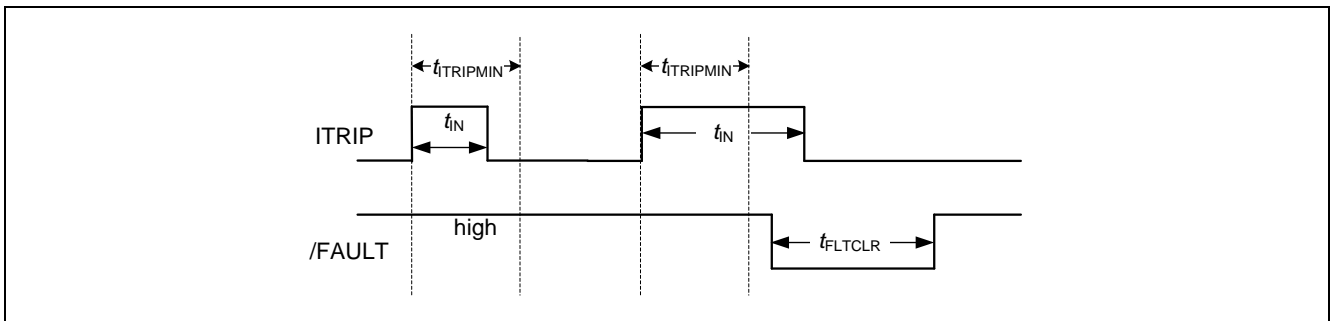 tITRIPMIN tITRIPMIN
ITRIP tIN tIN
high
/FAULT tFLTCLR